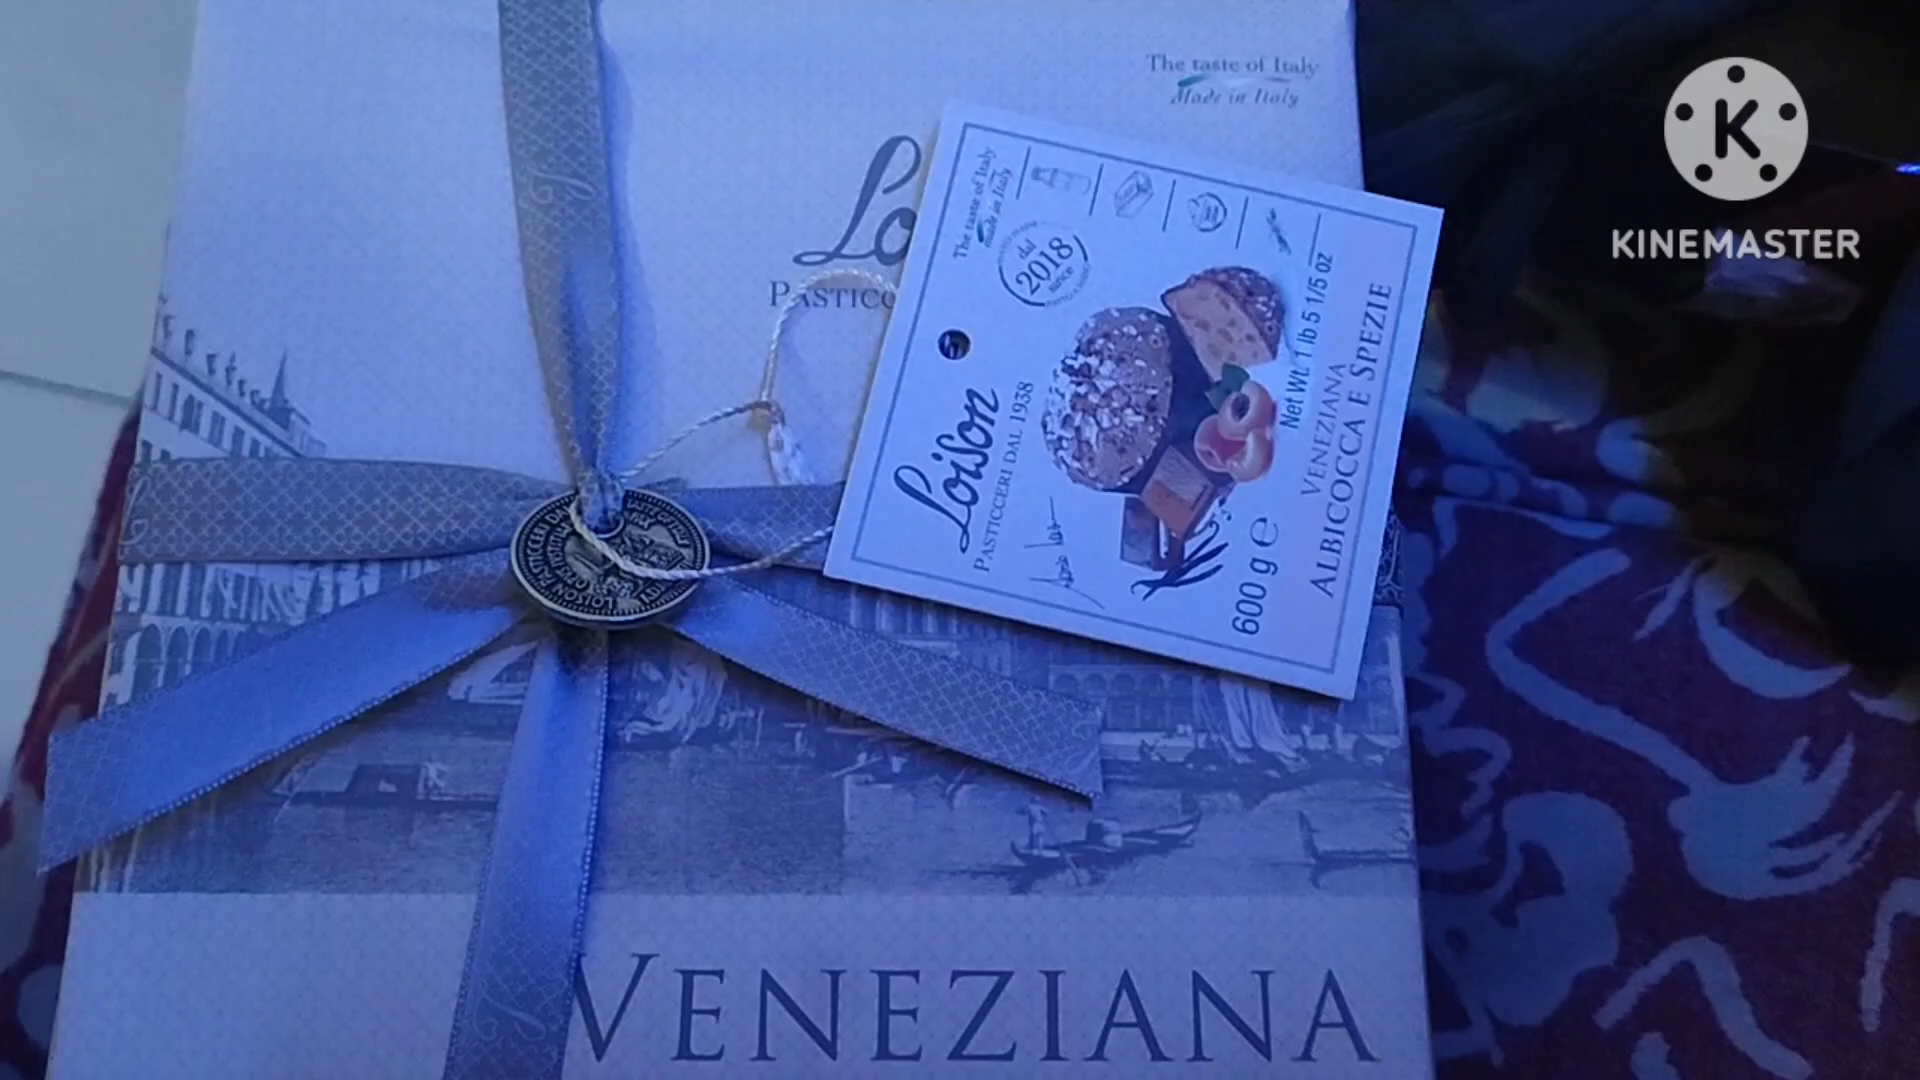 The taste of Italy
Made in Italy
Lo
PASTICC
The taste of Italy
made in Italy
dal
2018
since
Loison
PASTICCERI DAL 1938
Net Wt. 1 lb 5 1/5 oz
600 g e
VENEZIANA
ALBICOCCA E SPEZIE
VENEZIANA
K
KINEMASTER